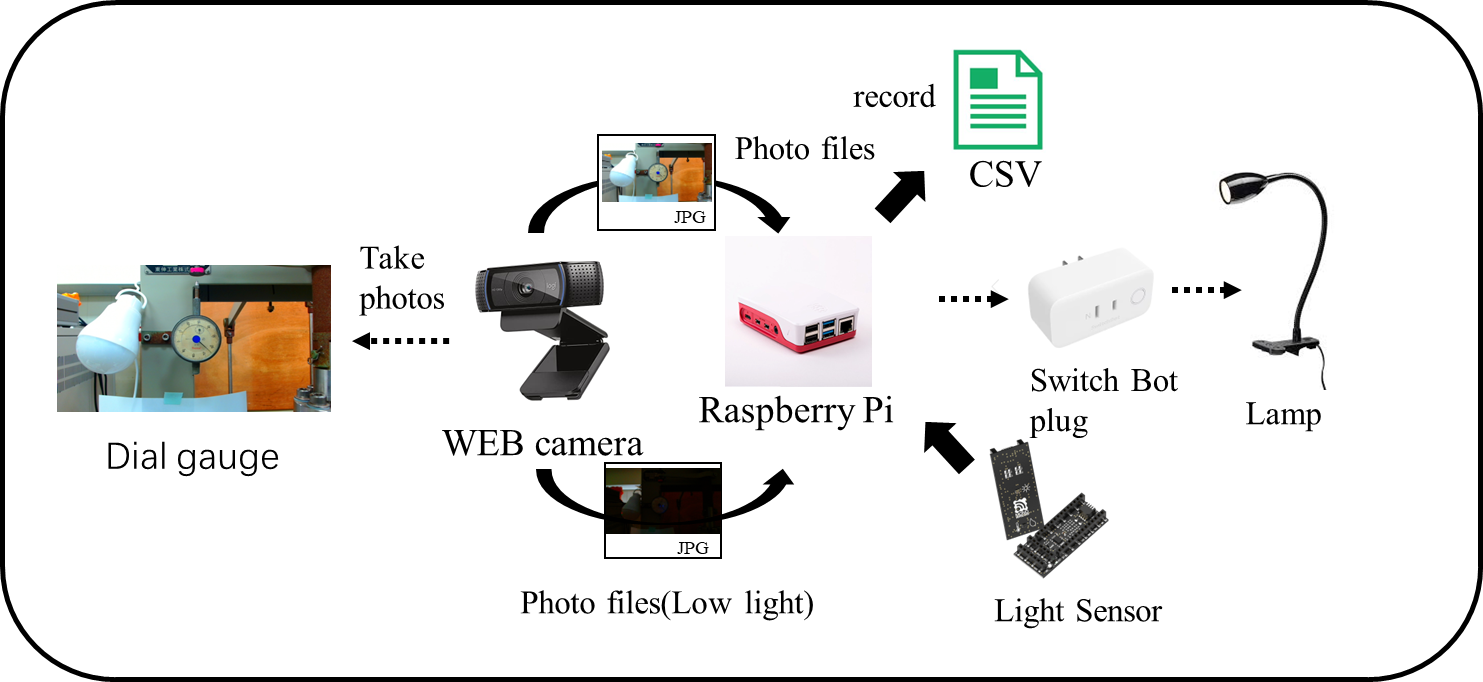 record
CSV
Photo files
JPG
Take
photos
Raspberry Pi
Switch Bot
plug
Lamp
WEB camera
Dial gauge
JPG
Photo files(Low light)
Light Sensor